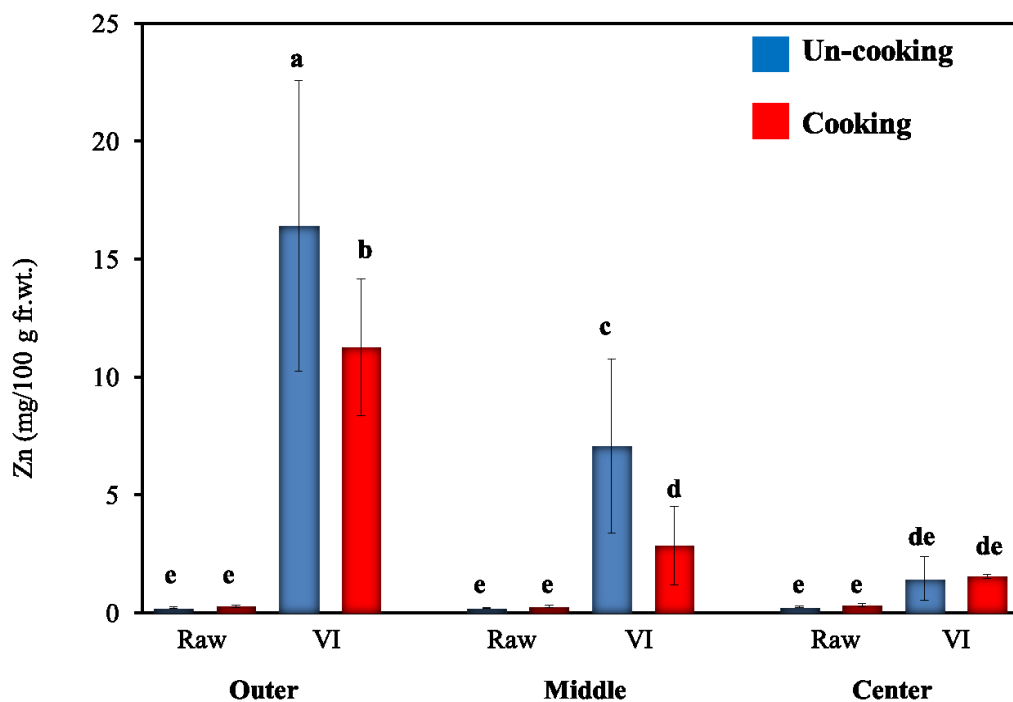 25
20
15
10
5
0
Zn (mg/100 g fr.wt.)
Un-cooking
Cooking
a
b
c
d
e e
e e
e e
de de
Raw VI Raw VI Raw VI
Outer Middle Center